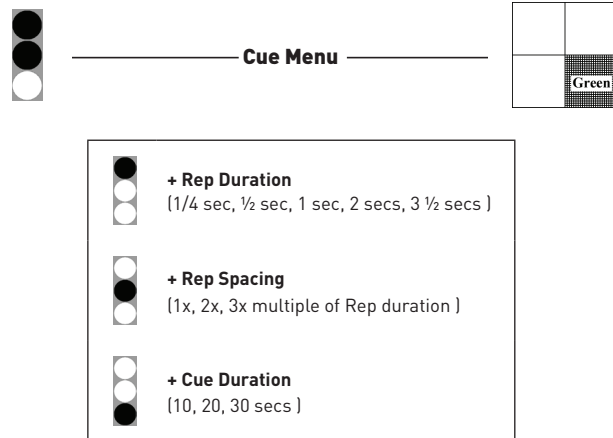 Cue Menu
Green
+ Rep Duration
(1/4 sec, ½ sec, 1 sec, 2 secs, 3 ½ secs )
+ Rep Spacing
(1x, 2x, 3x multiple of Rep duration )
+ Cue Duration
(10, 20, 30 secs )